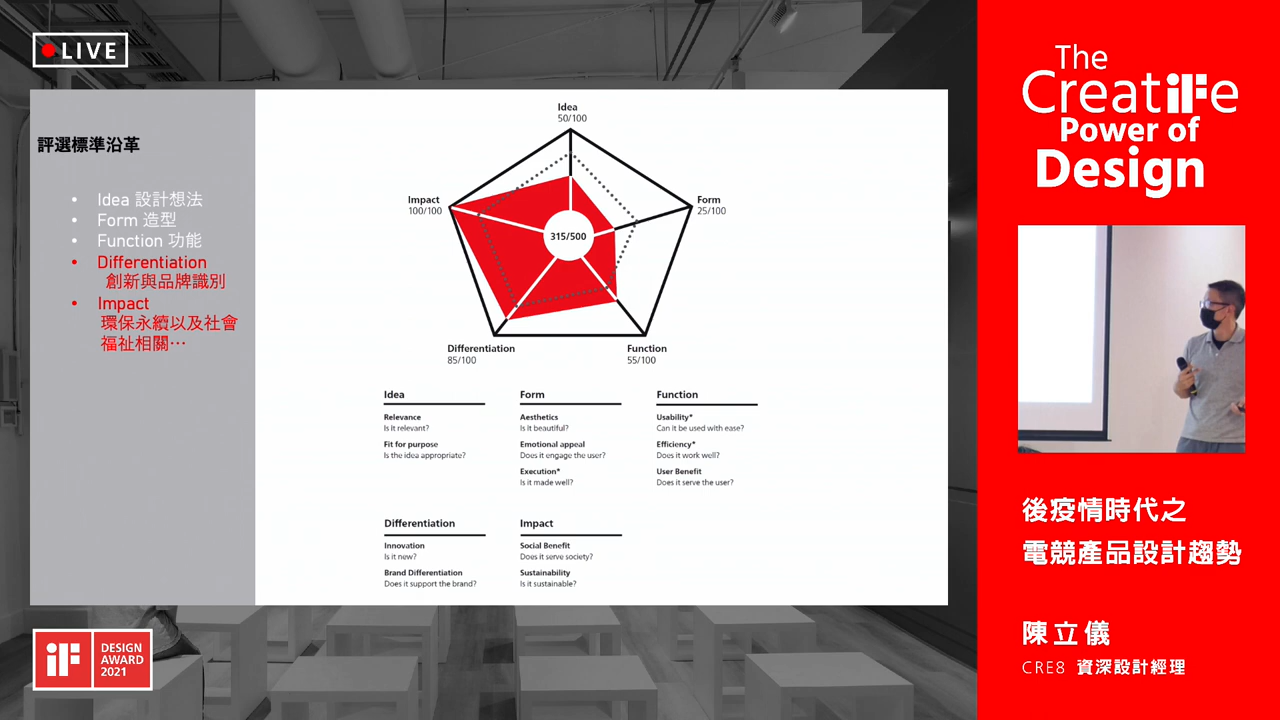 LIVE
評選標準沿革
• Idea 設計想法
• Form 造型
• Function 功能
• Differentiation
創新與品牌識別
• Impact
環保永續以及社會
福祉相關…
Idea
50/100
Impact
100/100
Form
25/100
315/500
Differentiation
85/100
Function
55/100
Idea
Relevance
Is it relevant?
Fit for purpose
Is the idea appropriate?
Form
Aesthetics
Is it beautiful?
Emotional appeal
Does it engage the user?
Execution*
Is it made well?
Function
Usability*
Can it be used with ease?
Efficiency*
Does it work well?
User Benefit
Does it serve the user?
Differentiation
Innovation
Is it new?
Brand Differentiation
Does it support the brand?
Impact
Social Benefit
Does it serve society?
Sustainability
Is it sustainable?
iF
DESIGN
AWARD
2021
The
CreatiFe
Power of
Design
後疫情時代之
電競產品設計趨勢
陳立儀
CRE8 資深設計經理